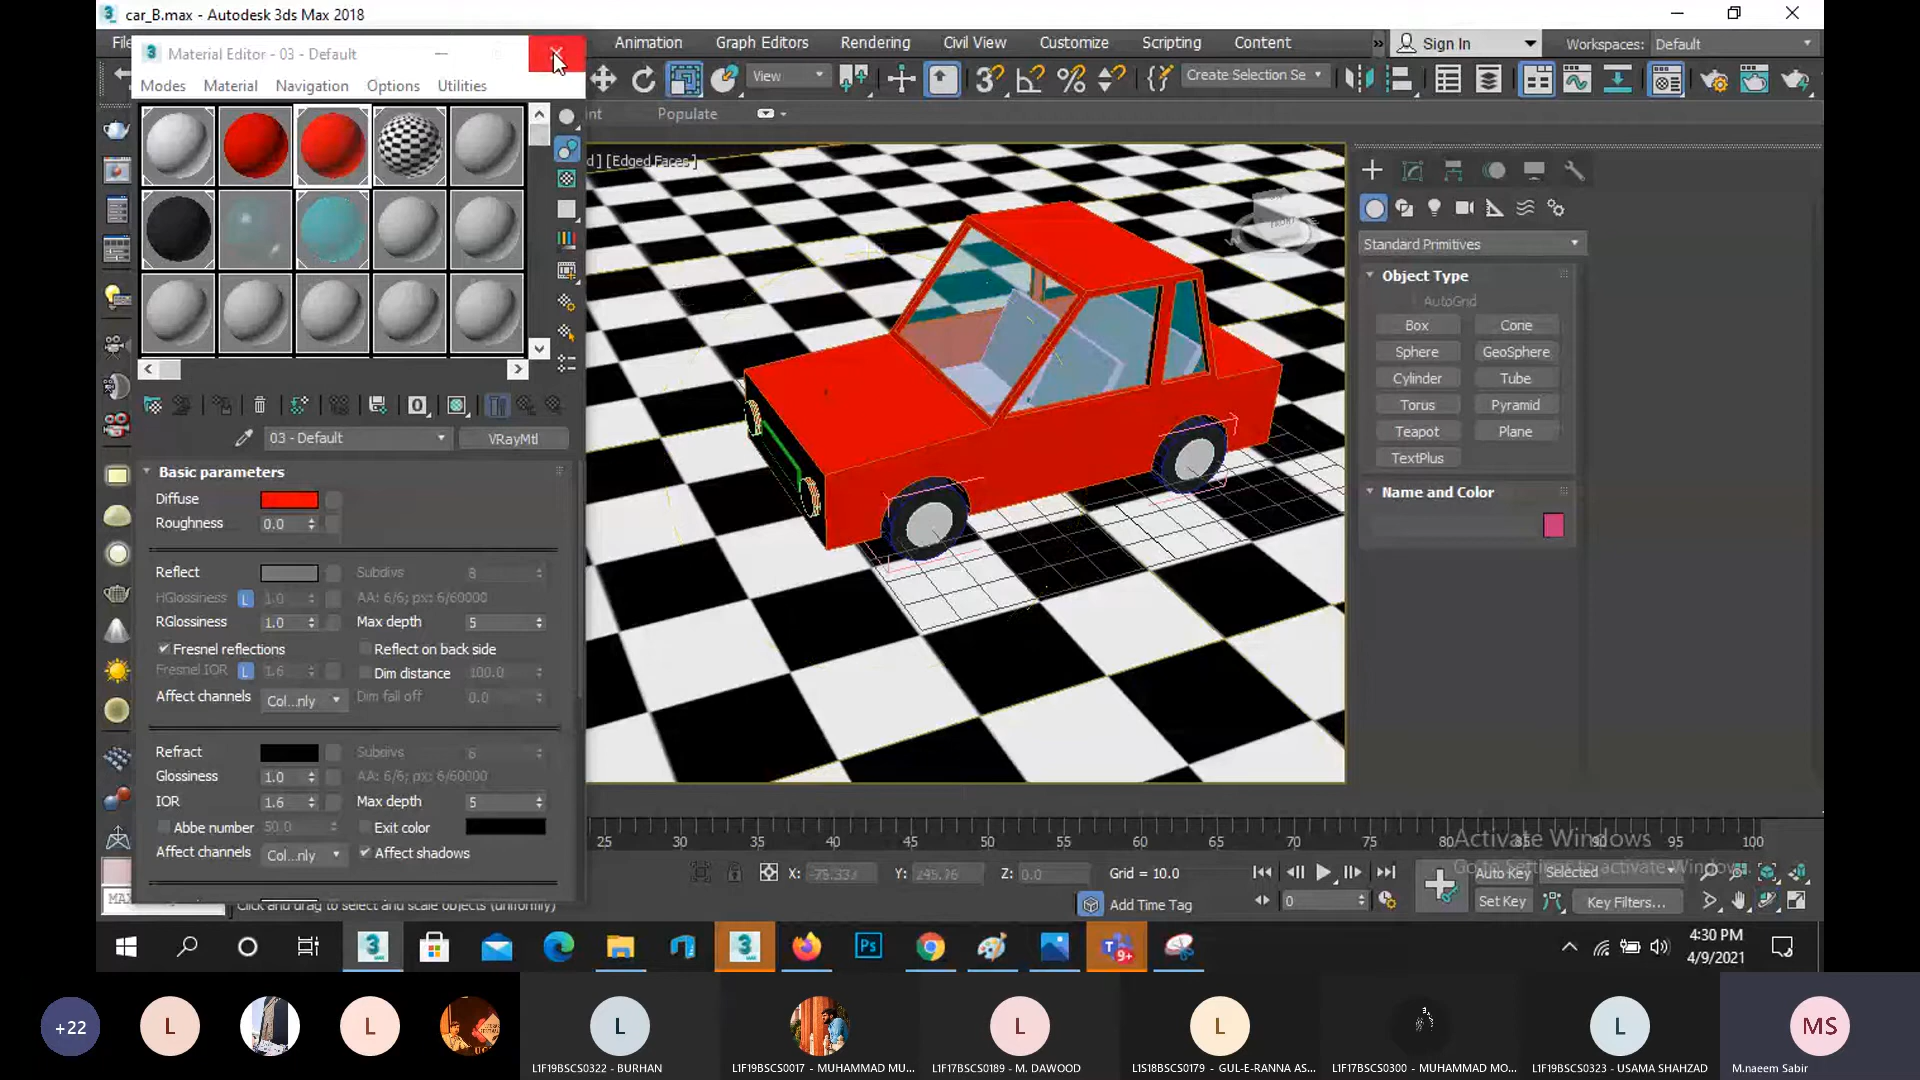 car_B.max - Autodesk 3ds Max 2018
Material Editor - 03 - Default
Animation
Graph Editors
Rendering
Civil View
Customize
Scripting
Content
Sign In
Workspaces:
Default
Modes
Material
Navigation
Options
Utilities
View
Create Selection Se
Populate
[Edged Faces]
Standard Primitives
Object Type
AutoGrid
Box
Cone
Sphere
GeoSphere
Cylinder
Tube
Torus
Pyramid
Teapot
Plane
TextPlus
Name and Color
03 - Default
VRayMtl
Basic parameters
Diffuse
Roughness
0.0
Reflect
Subdivs
8
HGlossiness
L
1.0
AA: 6/6; px: 6/60000
RGlossiness
1.0
Max depth
5
Fresnel reflections
Reflect on back side
Fresnel IOR
L
1.6
Dim distance
100.0
Affect channels
Col...nly
Dim fall off
0.0
Refract
Subdivs
Glossiness
1.0
AA: 6/6; px: 6/60000
IOR
1.6
Max depth
5
Abbe number
50.0
Exit color
Affect channels
Col...nly
Affect shadows
25
30
35
40
45
50
55
60
65
70
75
80
85
90
95
100
Activate Windows
Go to Settings to activate Windows.
X:
Y:
Z:
0.0
Grid = 10.0
Auto Key
Selected
Click and drag to select and scale objects (uniformly)
Add Time Tag
0
Set Key
Key Filters...
Ps
9+
4:30 PM
4/9/2021
+22
L
L
L
L
L
L
MS
L1F19BSCS0322 - BURHAN
L1F19BSCS0017 - MUHAMMAD MU...
L1F17BSCS0189 - M. DAWOOD
L1S18BSCS0179 - GUL-E-RANNA AS...
L1F17BSCS0300 - MUHAMMAD MO...
L1F19BSCS0323 - USAMA SHAHZAD
M.naeem Sabir